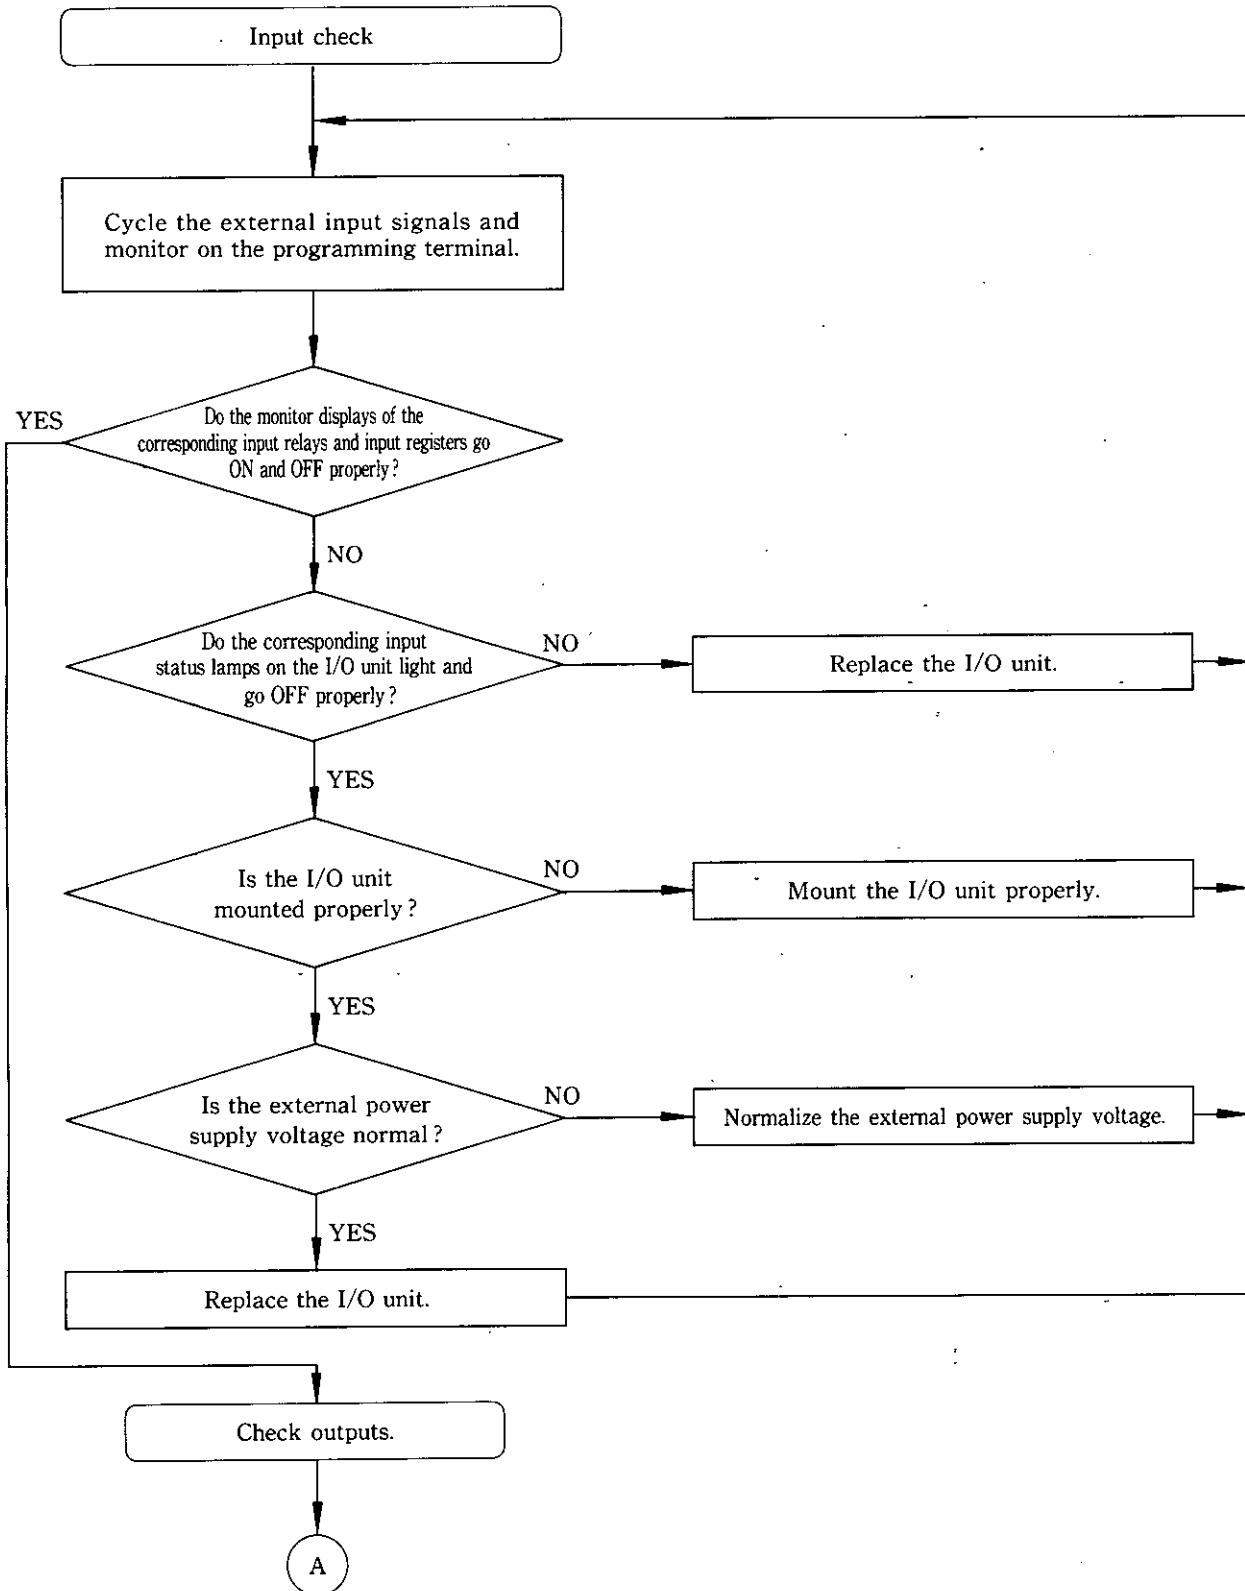 Input check
Cycle the external input signals and
monitor on the programming terminal.
YES
Do the monitor displays of the
corresponding input relays and input registers go
ON and OFF properly?
NO
Do the corresponding input
status lamps on the I/O unit light and
go OFF properly?
NO
Replace the I/O unit.
YES
Is the I/O unit
mounted properly?
NO
Mount the I/O unit properly.
YES
Is the external power
supply voltage normal?
NO
Normalize the external power supply voltage.
YES
Replace the I/O unit.
Check outputs.
A